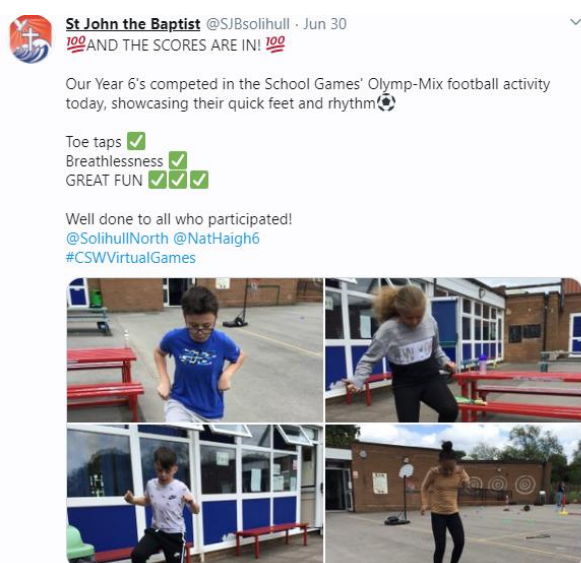 St John the Baptist @SJBsolihull · Jun 30
💯AND THE SCORES ARE IN! 💯
Our Year 6's competed in the School Games' Olymp-Mix football activity
today, showcasing their quick feet and rhythm⚽
Toe taps ✅
Breathlessness ✅
GREAT FUN ✅✅✅
Well done to all who participated!
@SolihullNorth @NatHaigh6
#CSWVirtualGames